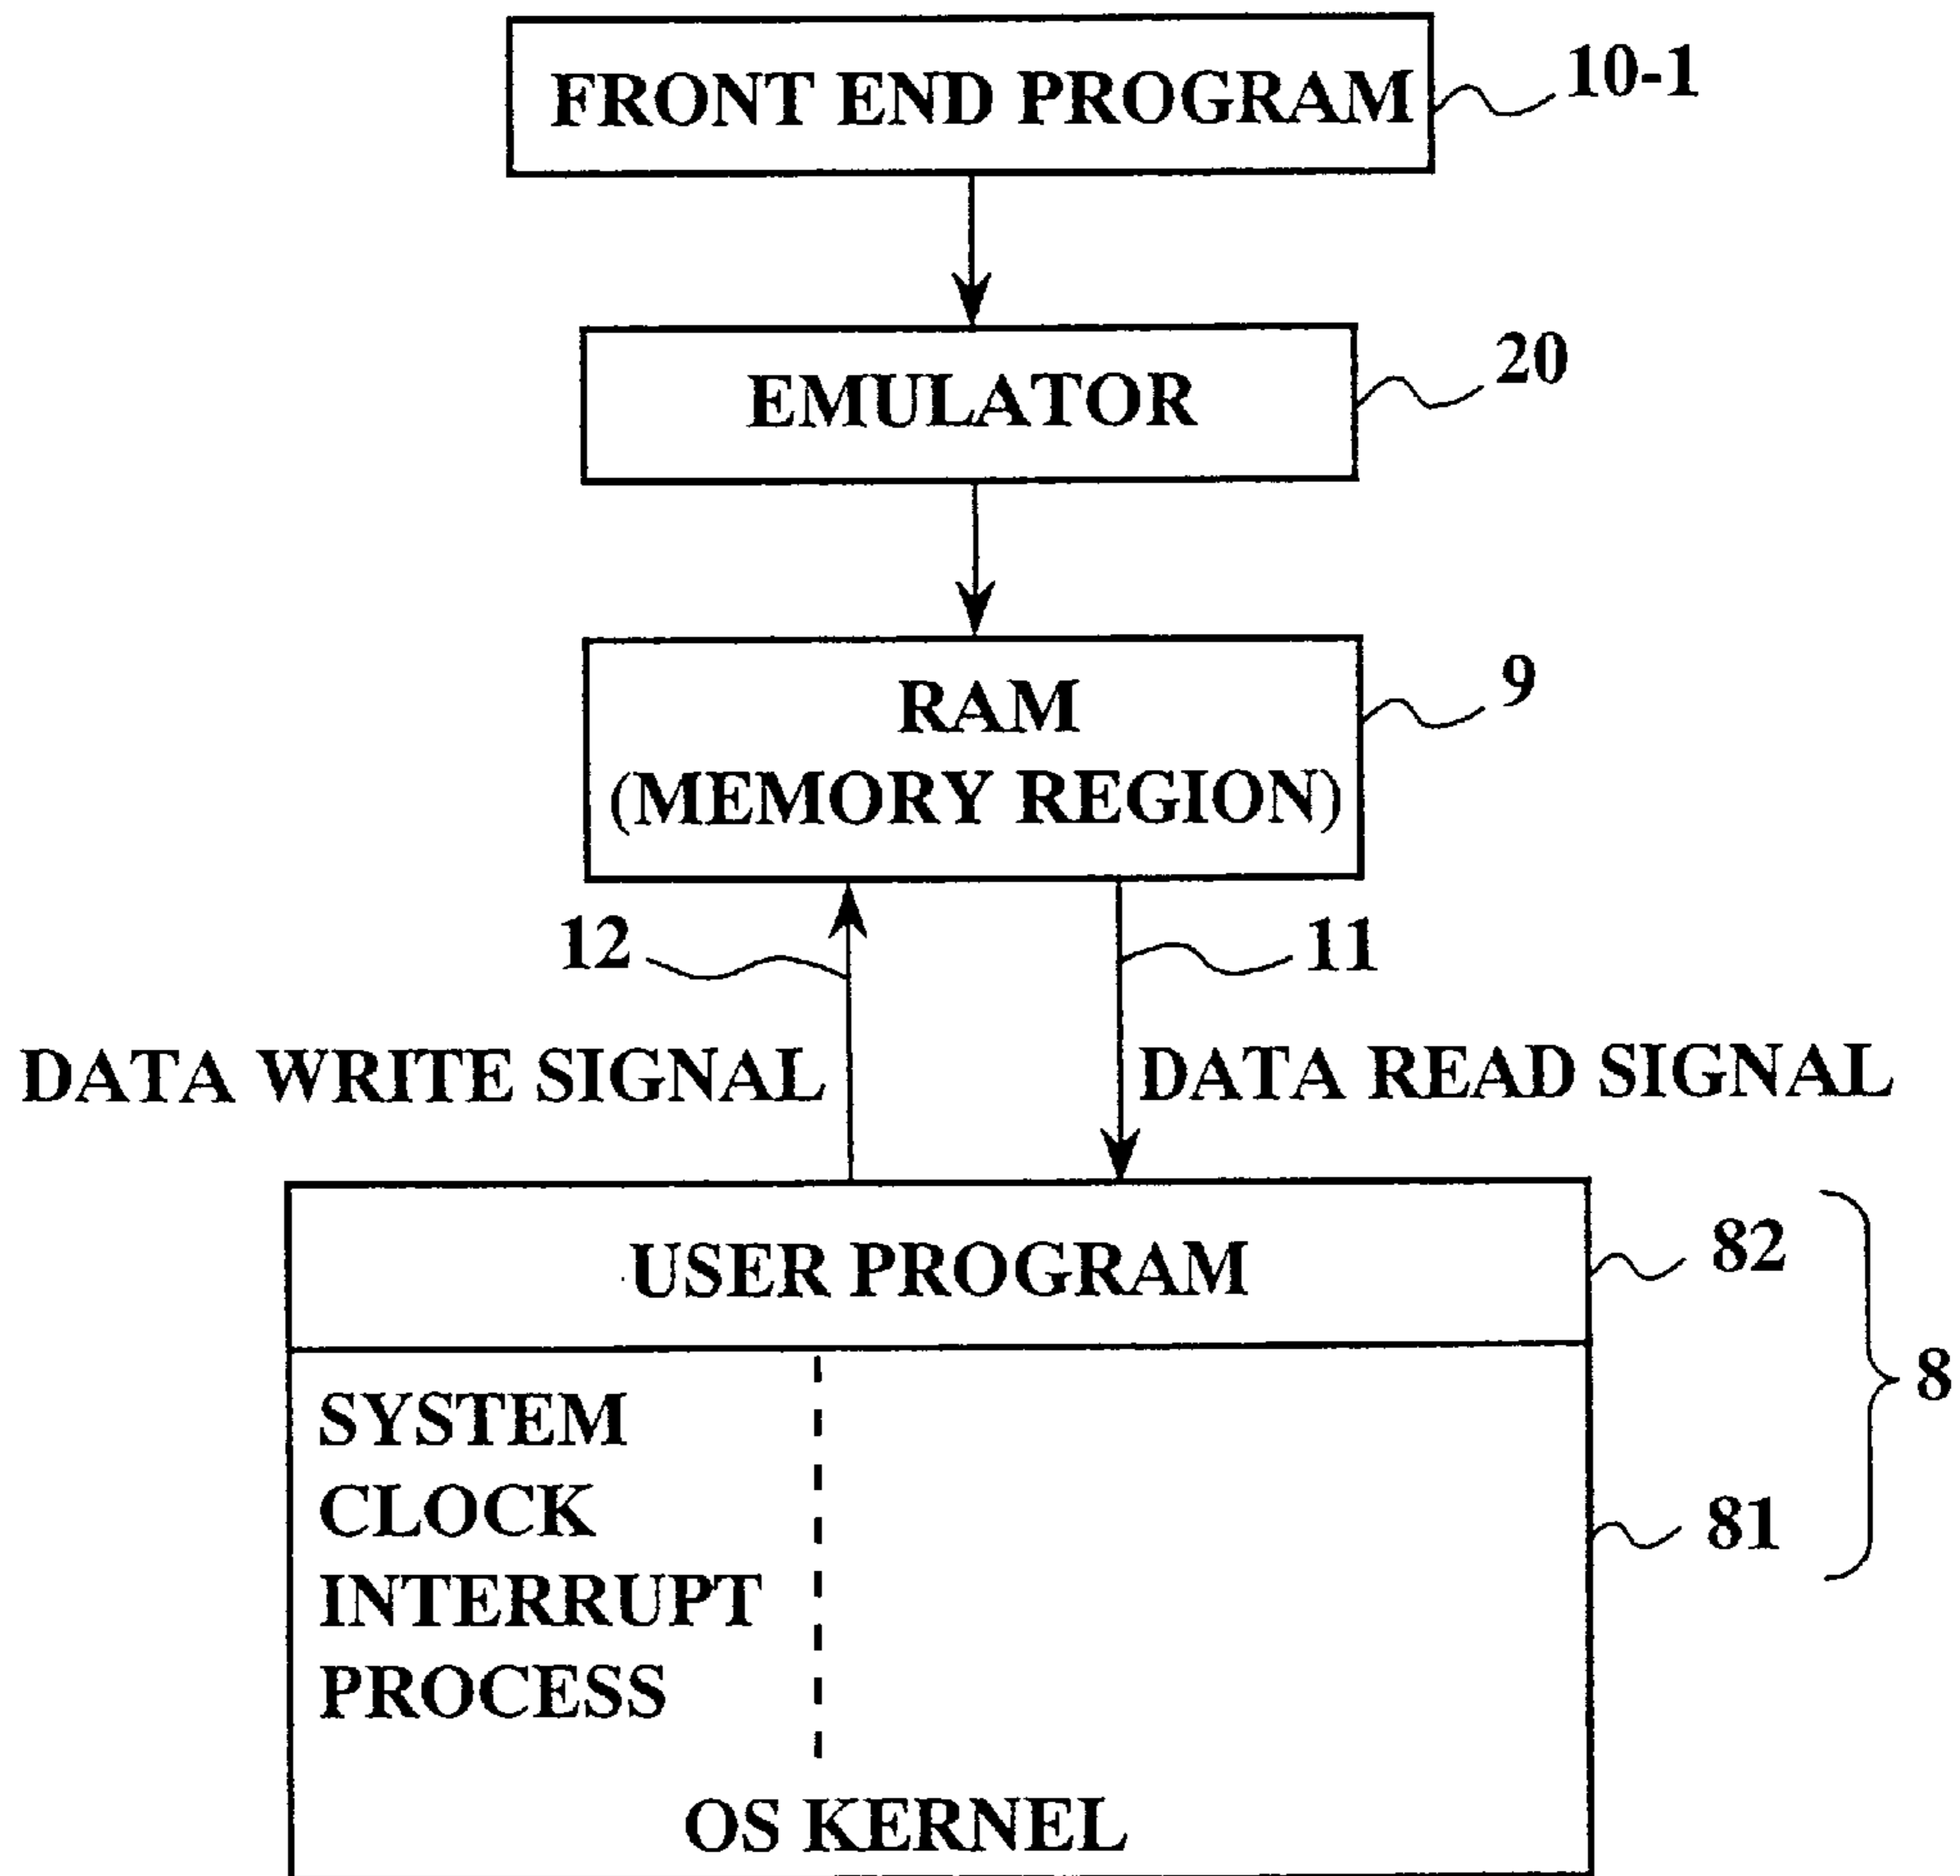 FRONT END PROGRAM
10-1
EMULATOR
20
RAM
(MEMORY REGION)
9
12
11
DATA WRITE SIGNAL
DATA READ SIGNAL
USER PROGRAM
82
8
SYSTEM
CLOCK
INTERRUPT
PROCESS
81
OS KERNEL